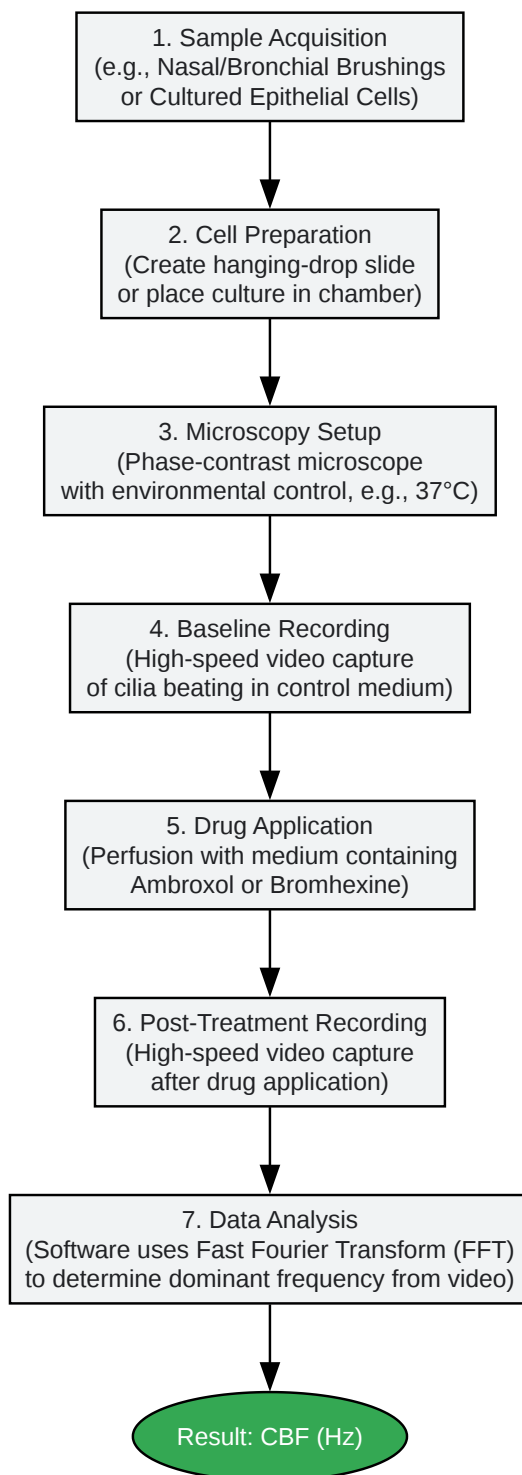 1. Sample Acquisition
(e.g., Nasal/Bronchial Brushings
or Cultured Epithelial Cells)
2. Cell Preparation
(Create hanging-drop slide
or place culture in chamber)
3. Microscopy Setup
(Phase-contrast microscope
with environmental control, e.g., 37°C)
4. Baseline Recording
(High-speed video capture
of cilia beating in control medium)
5. Drug Application
(Perfusion with medium containing
Ambroxol or Bromhexine)
6. Post-Treatment Recording
(High-speed video capture
after drug application)
7. Data Analysis
(Software uses Fast Fourier Transform (FFT)
to determine dominant frequency from video)
Result: CBF (Hz)